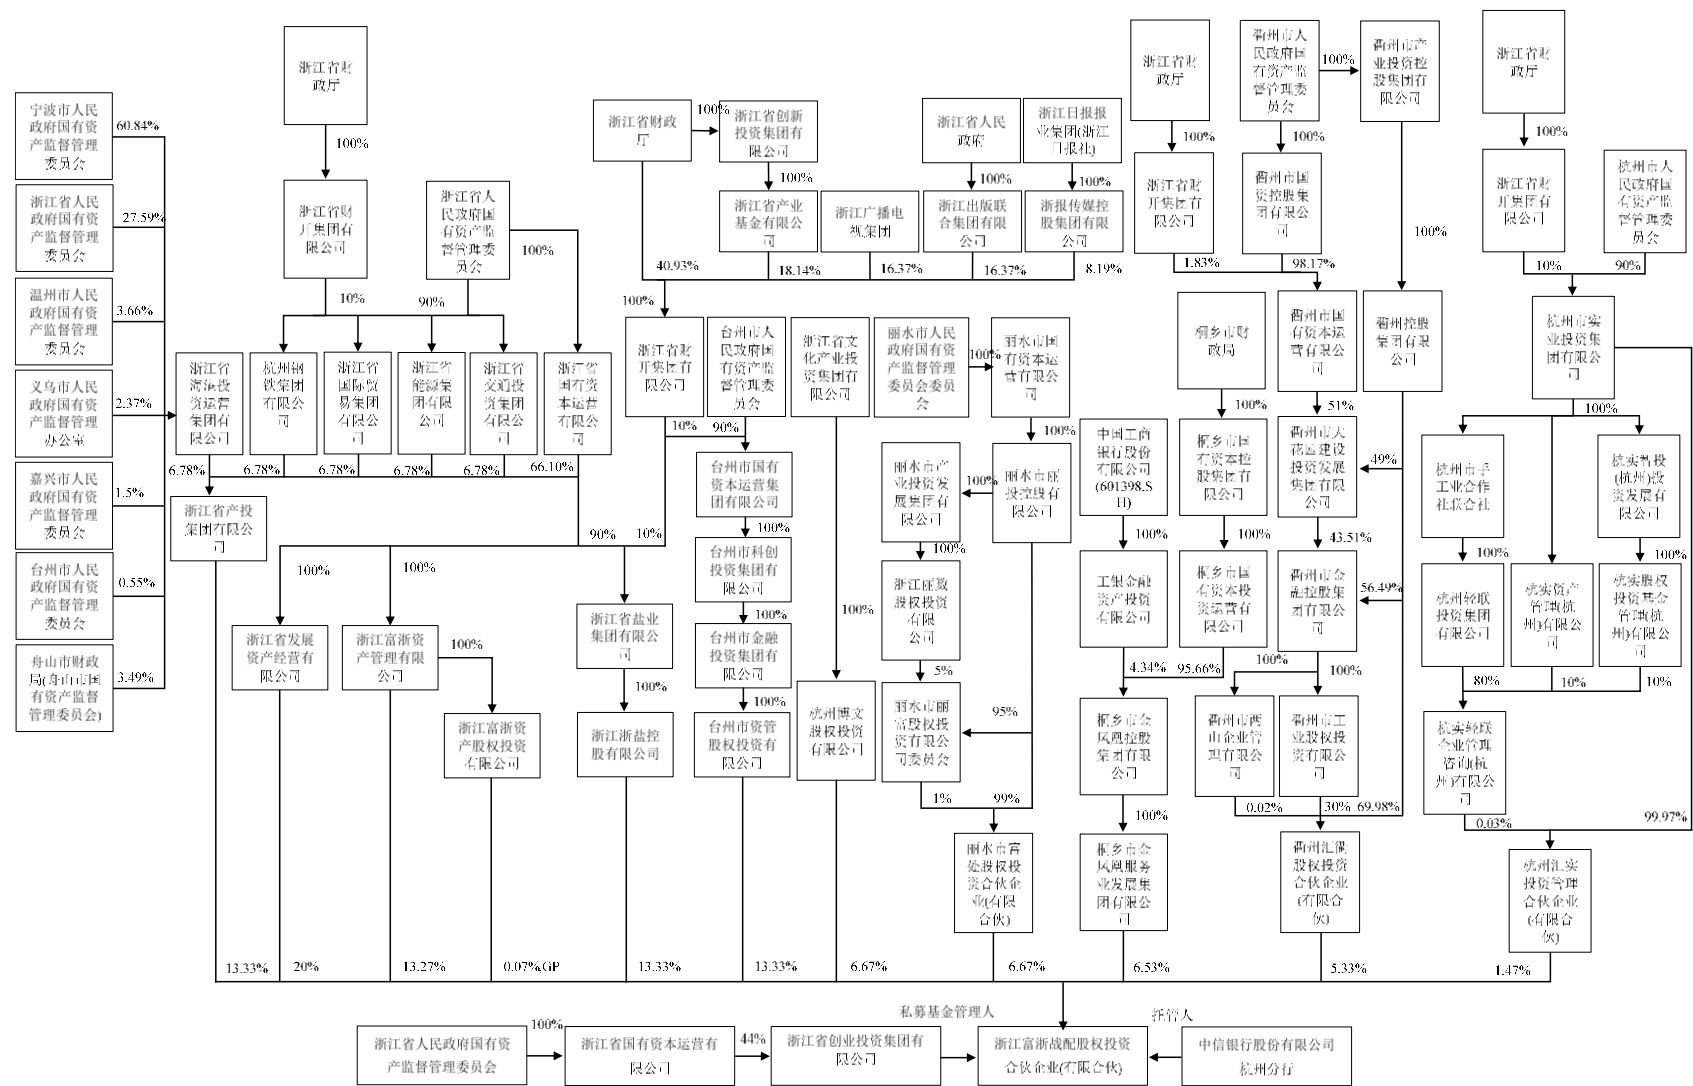 浙江省财
政厅
宁波市人民
政府国有资
产监督管理
委员会
60.84%
浙江省人民
政府国有资
产监督管理
委员会
27.59%
温州市人民
政府国有资
产监督管理
委员会
3.66%
义乌市人民
政府国有资
产监督管理
办公室
2.37%
嘉兴市人民
政府国有资
产监督管理
委员会
1.5%
台州市人民
政府国有资
产监督管理
委员会
0.55%
舟山市财政
局(舟山市国
有资产监督
管理委员会)
3.49%
100%
浙江省财
开集团有
限公司
浙江省人
民政府国
有资产监
督管理委
员会
100%
10%
90%
浙江省
海港投
资运营
集团有
限公司
杭州钢
铁集团
有限公
司
浙江省
国际贸
易集团
有限公
司
浙江省
能源集
团有限
公司
浙江省
交通投
资集团
有限公
司
浙江省
国有资
本运营
有限公
司
6.78%
6.78%
6.78%
6.78%
6.78%
66.10%
浙江省产投
集团有限公
司
100%
100%
90%
10%
浙江省发展
资产经营有
限公司
浙江富浙资
产管理有限
公司
100%
浙江富浙资
产股权投资
有限公司
浙江省盐业
集团有限公
司
100%
浙江浙盐控
股有限公司
浙江省财政
厅
100%
浙江省创新
投资集团有
限公司
100%
浙江省产业
基金有限公
司
浙江广播电
视集团
浙江省人民
政府
100%
浙江出版联
合集团有限
公司
浙江日报报
业集团(浙江
日报社)
100%
浙报传媒控
股集团有限
公司
40.93%
18.14%
16.37%
16.37%
8.19%
100%
浙江省财
开集团有
限公司
台州市人
民政府国
有资产监
督管理委
员会
10%
90%
台州市国有
资本运营集
团有限公司
100%
台州市科创
投资集团有
限公司
100%
台州市金融
投资集团有
限公司
100%
台州市资管
股权投资有
限公司
浙江省文
化产业投
资集团有
限公司
100%
杭州博文
股权投资
有限公司
丽水市人民
政府国有资
产监督管理
委员会委员
会
100%
丽水市国
有资本运
营有限公
司
100%
丽水市丽
投控股有
限公司
100%
丽水市产
业投资发
展集团有
限公司
100%
浙江丽数
股权投资
有限
公司
5%
丽水市丽
富股权投
资有限公
司委员会
95%
1%
99%
丽水市富
处股权投
资合伙企
业(有限
合伙)
中国工商
银行股份
有限公司
(601398.S
H)
100%
工银金融
资产投资
有限公司
桐乡市财
政局
100%
桐乡市国
有资本控
股集团有
限公司
100%
桐乡市国
有资本投
资运营有
限公司
4.34%
95.66%
桐乡市金
凤凰控股
集团有限
公司
100%
桐乡市金
凤凰服务
业发展集
团有限公
司
浙江省财
政厅
100%
浙江省财
开集团有
限公司
衢州市人
民政府国
有资产监
督管理委
员会
100%
衢州市产
业投资控
股集团有
限公司
100%
衢州市国
资控股集
团有限公
司
1.83%
98.17%
100%
衢州市国
有资本运
营有限公
司
衢州控股
集团有限
公司
51%
衢州市大
花园建设
投资发展
集团有限
公司
49%
43.51%
衢州市金
融控股集
团有限公
司
56.49%
100%
100%
衢州市两
山企业管
理有限公
司
衢州市工
业股权投
资有限公
司
0.02%
30%
69.98%
衢州汇衢
股权投资
合伙企业
(有限合
伙)
浙江省财
政厅
100%
浙江省财
开集团有
限公司
杭州市人
民政府国
有资产监
督管理委
员会
10%
90%
杭州市实
业投资集
团有限公
司
100%
杭州市手
工业合作
社联合社
杭实智投
(杭州)投
资发展有
限公司
100%
100%
杭州轻联
投资集团
有限公司
杭实资产
管理(杭
州)有限公
司
杭实股权
投资基金
管理(杭
州)有限公
司
80%
10%
10%
杭实轻联
企业管理
咨询(杭
州)有限公
司
0.03%
99.97%
杭州汇实
投资管理
合伙企业
(有限合
伙)
13.33%
20%
13.27%
0.07%,GP
13.33%
13.33%
6.67%
6.67%
6.53%
5.33%
1.47%
私募基金管理人
托管人
浙江省人民政府国有资
产监督管理委员会
100%
浙江省国有资本运营有
限公司
44%
浙江省创业投资集团有
限公司
浙江富浙战配股权投资
合伙企业(有限合伙)
中信银行股份有限公司
杭州分行